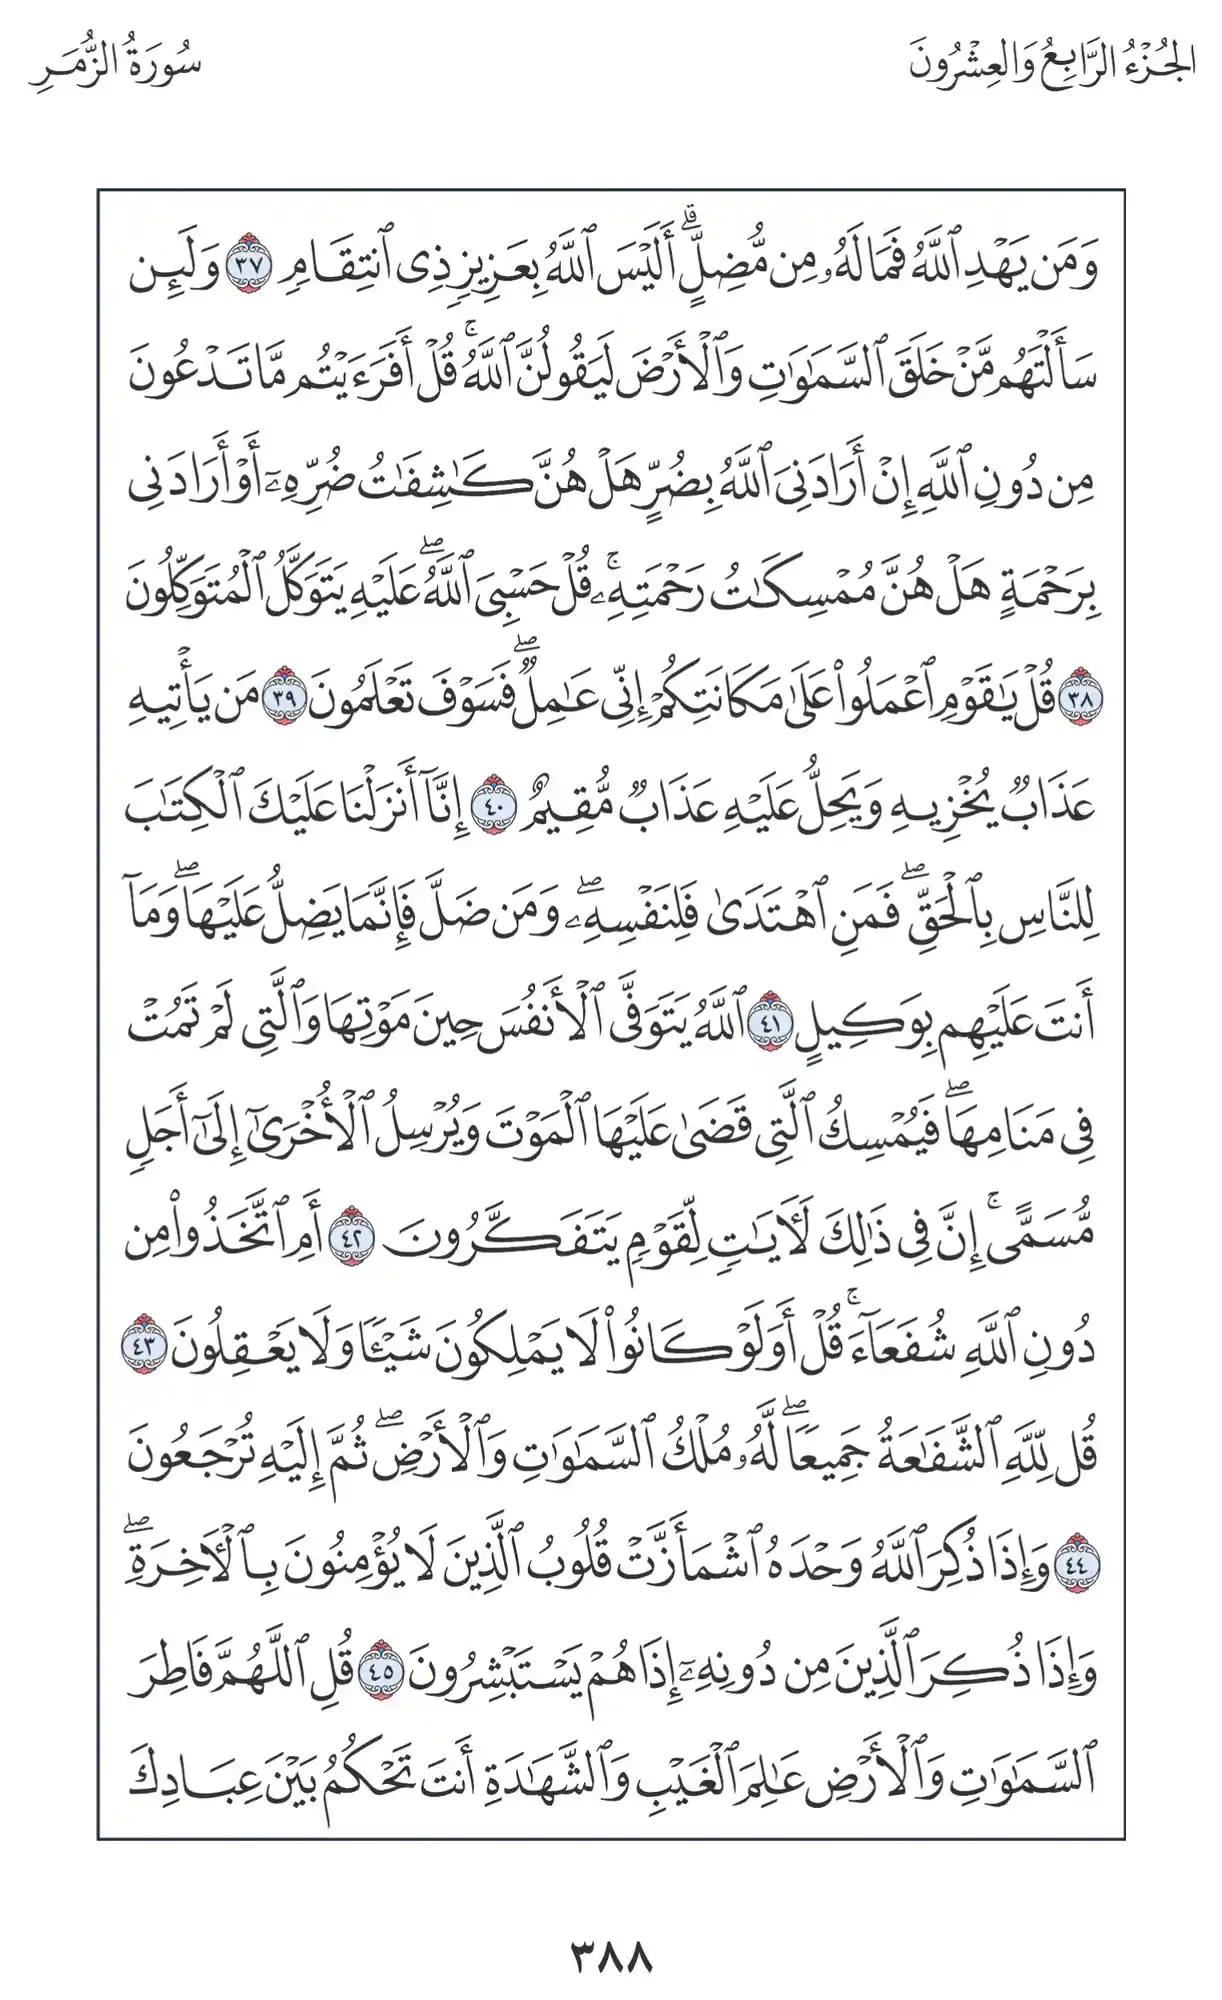 الجُزْءُ الرَّابِعُ وَالعِشْرُونَ
سُورَةُ الزُّمَرِ
وَمَن يَهْدِ ٱللَّهُ فَمَا لَهُۥ مِن مُّضِلٍّۗ أَلَيْسَ ٱللَّهُ بِعَزِيزٖ ذِي ٱنتِقَامٖ ٣٧ وَلَئِن
سَأَلْتَهُم مَّنْ خَلَقَ ٱلسَّمَٰوَٰتِ وَٱلْأَرْضَ لَيَقُولُنَّ ٱللَّهُۚ قُلْ أَفَرَءَيْتُم مَّا تَدْعُونَ
مِن دُونِ ٱللَّهِ إِنْ أَرَادَنِيَ ٱللَّهُ بِضُرٍّ هَلْ هُنَّ كَٰشِفَٰتُ ضُرِّهِۦٓ أَوْ أَرَادَنِي
بِرَحْمَةٍ هَلْ هُنَّ مُمْسِكَٰتُ رَحْمَتِهِۦۚ قُلْ حَسْبِيَ ٱللَّهُۖ عَلَيْهِ يَتَوَكَّلُ ٱلْمُتَوَكِّلُونَ
٣٨ قُلْ يَٰقَوْمِ ٱعْمَلُوا۟ عَلَىٰ مَكَانَتِكُمْ إِنِّي عَٰمِلٞۖ فَسَوْفَ تَعْلَمُونَ ٣٩ مَن يَأْتِيهِ
عَذَابٞ يُخْزِيهِ وَيَحِلُّ عَلَيْهِ عَذَابٞ مُّقِيمٌ ٤٠ إِنَّآ أَنزَلْنَا عَلَيْكَ ٱلْكِتَٰبَ
لِلنَّاسِ بِٱلْحَقِّۖ فَمَنِ ٱهْتَدَىٰ فَلِنَفْسِهِۦۖ وَمَن ضَلَّ فَإِنَّمَا يَضِلُّ عَلَيْهَاۖ وَمَآ
أَنتَ عَلَيْهِم بِوَكِيلٍ ٤١ ٱللَّهُ يَتَوَفَّى ٱلْأَنفُسَ حِينَ مَوْتِهَا وَٱلَّتِي لَمْ تَمُتْ
فِي مَنَامِهَاۖ فَيُمْسِكُ ٱلَّتِي قَضَىٰ عَلَيْهَا ٱلْمَوْتَ وَيُرْسِلُ ٱلْأُخْرَىٰٓ إِلَىٰٓ أَجَلٖ
مُّسَمًّىۚ إِنَّ فِي ذَٰلِكَ لَأٓيَٰتٖ لِّقَوْمٖ يَتَفَكَّرُونَ ٤٢ أَمِ ٱتَّخَذُوا۟ مِن
دُونِ ٱللَّهِ شُفَعَآءَۚ قُلْ أَوَلَوْ كَانُوا۟ لَا يَمْلِكُونَ شَيْـٔٗا وَلَا يَعْقِلُونَ ٤٣
قُل لِّلَّهِ ٱلشَّفَٰعَةُ جَمِيعٗاۖ لَّهُۥ مُلْكُ ٱلسَّمَٰوَٰتِ وَٱلْأَرْضِۖ ثُمَّ إِلَيْهِ تُرْجَعُونَ
٤٤ وَإِذَا ذُكِرَ ٱللَّهُ وَحْدَهُ ٱشْمَأَزَّتْ قُلُوبُ ٱلَّذِينَ لَا يُؤْمِنُونَ بِٱلْأٓخِرَةِۖ
وَإِذَا ذُكِرَ ٱلَّذِينَ مِن دُونِهِۦٓ إِذَا هُمْ يَسْتَبْشِرُونَ ٤٥ قُلِ ٱللَّهُمَّ فَاطِرَ
ٱلسَّمَٰوَٰتِ وَٱلْأَرْضِ عَٰلِمَ ٱلْغَيْبِ وَٱلشَّهَٰدَةِ أَنتَ تَحْكُمُ بَيْنَ عِبَادِكَ
٣٨٨